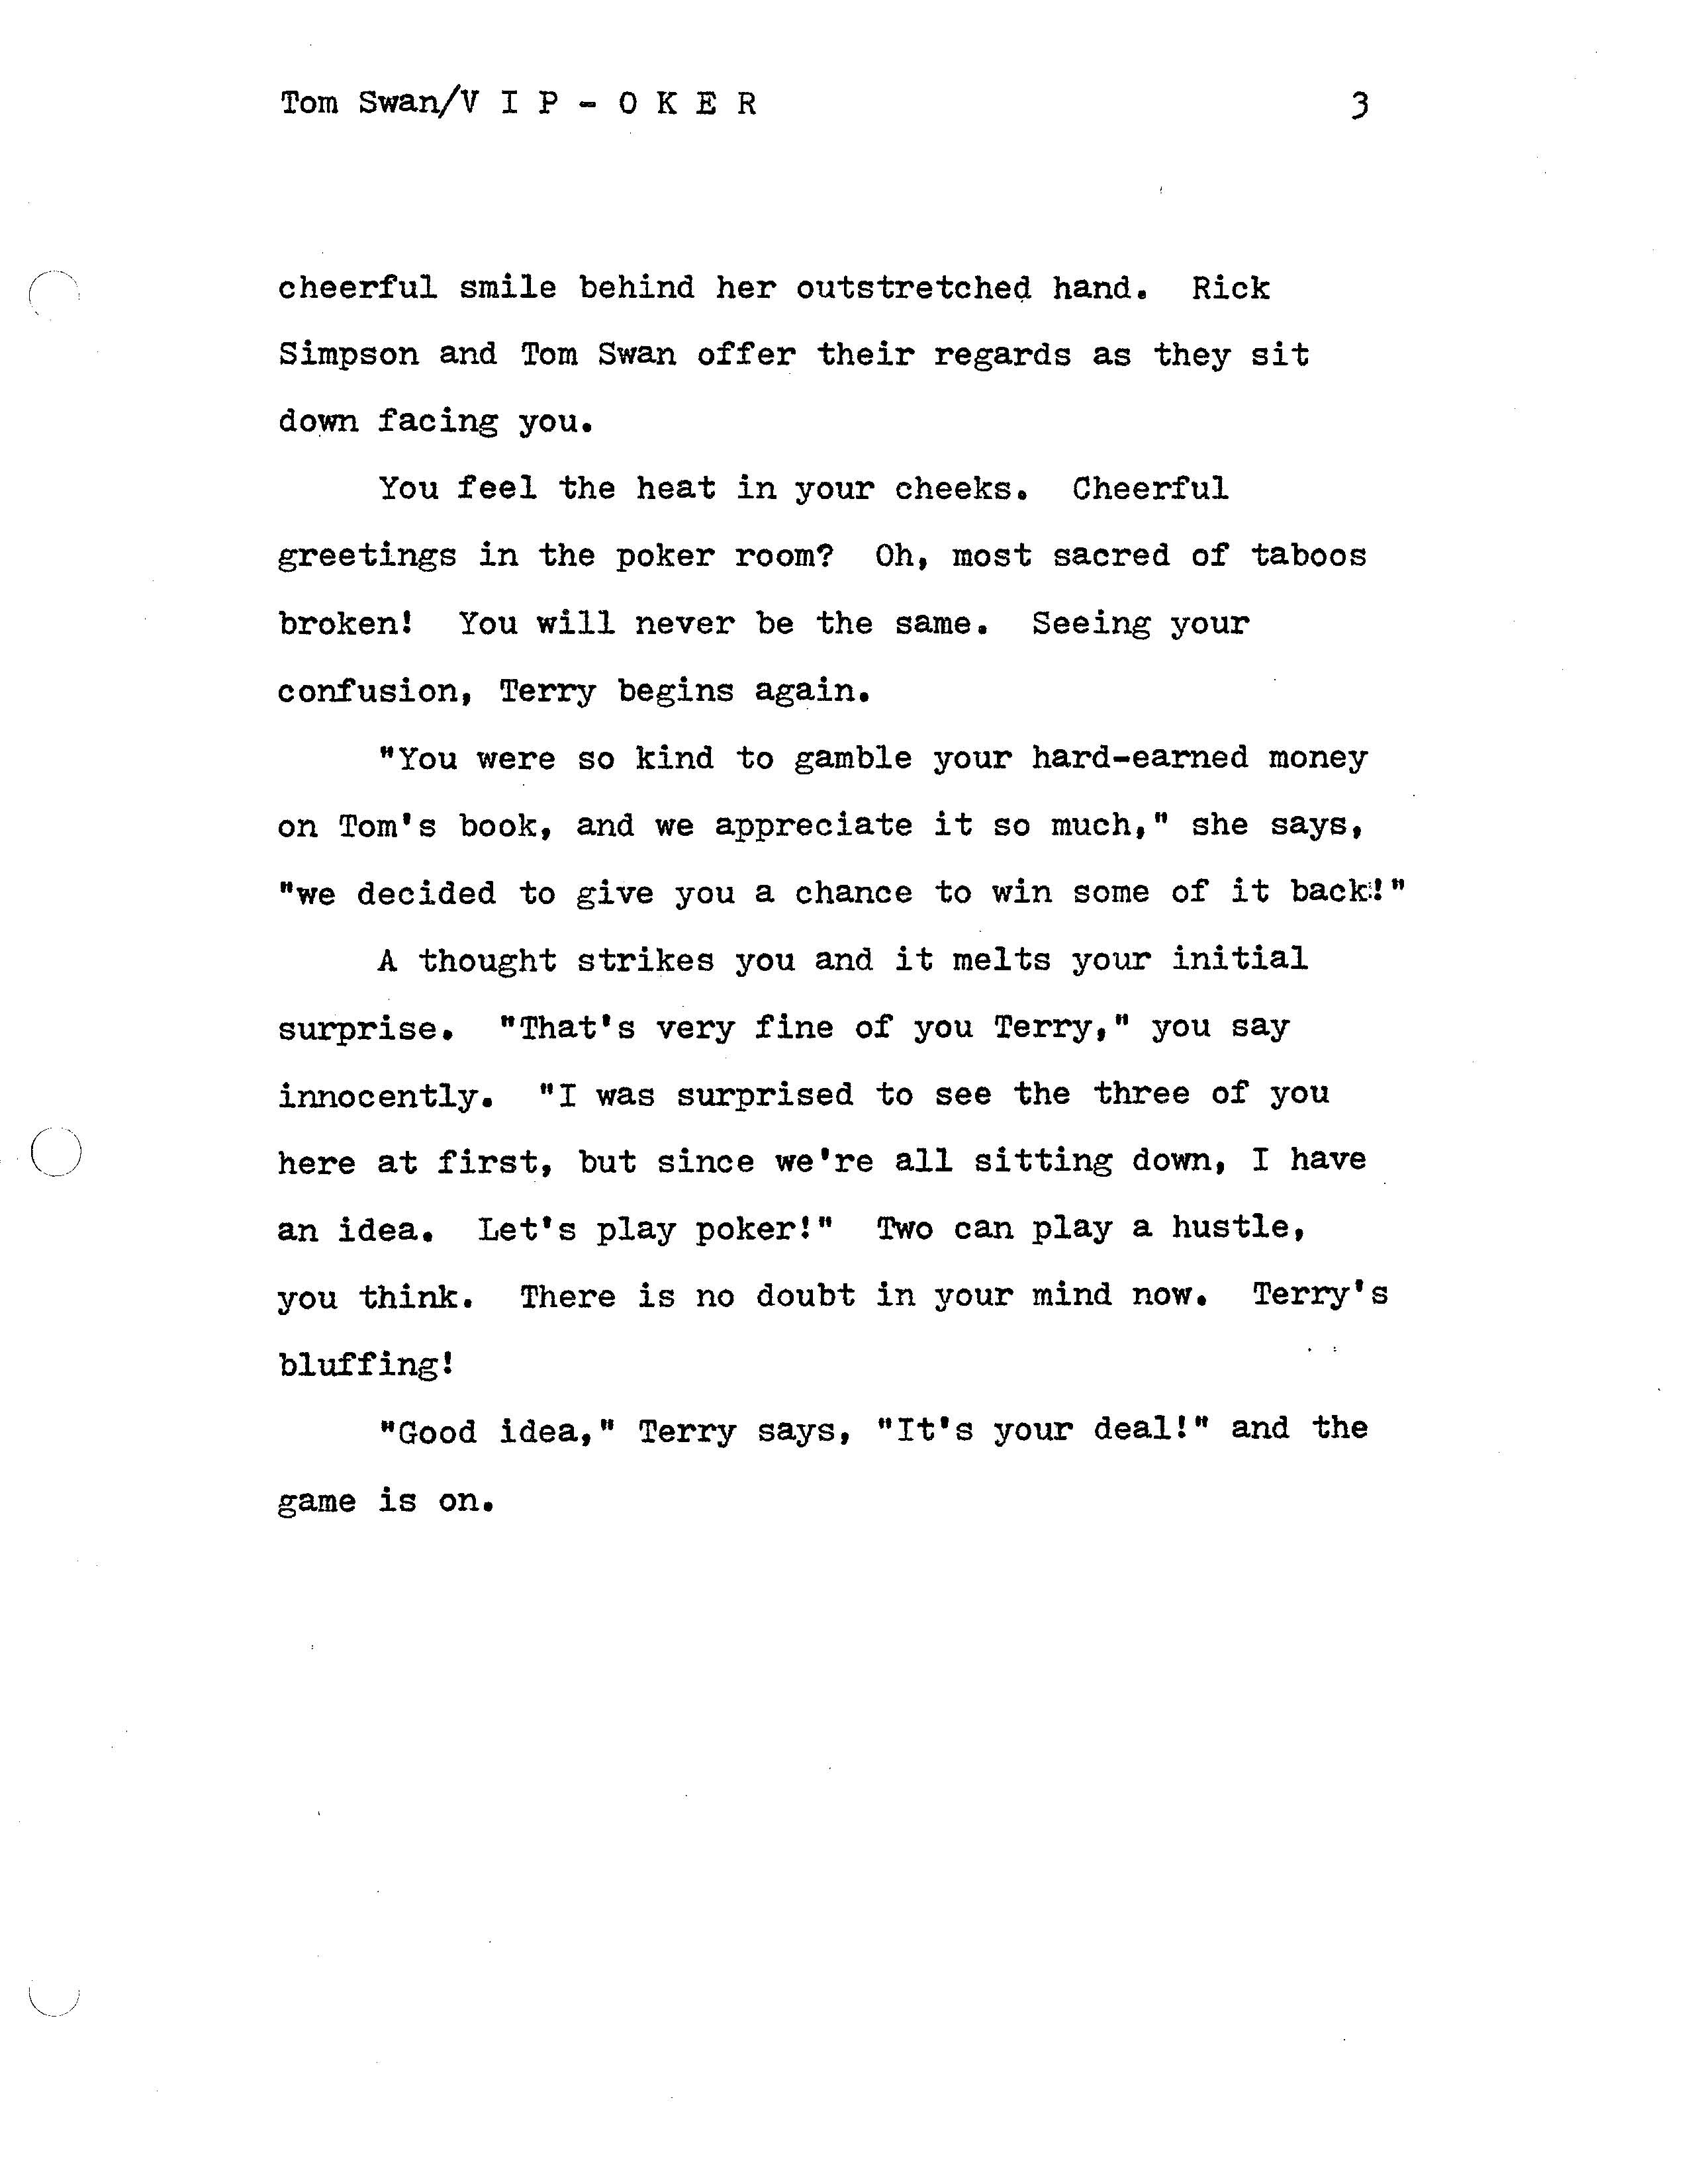 Tom Swan/V I P - O K E R 3
cheerful smile behind her outstretched hand. Rick
Simpson and Tom Swan offer their regards as they sit
down facing you.
You feel the heat in your cheeks. Cheerful
greetings in the poker room? Oh, most sacred of taboos
broken! You will never be the same. Seeing your
confusion, Terry begins again.
"You were so kind to gamble your hard-earned money
on Tom's book, and we appreciate it so much," she says,
"we decided to give you a chance to win some of it back!"
A thought strikes you and it melts your initial
surprise. "That's very fine of you Terry," you say
innocently. "I was surprised to see the three of you
here at first, but since we're all sitting down, I have
an idea. Let's play poker!" Two can play a hustle,
you think. There is no doubt in your mind now. Terry's
bluffing!
"Good idea," Terry says, "It's your deal!" and the
game is on.